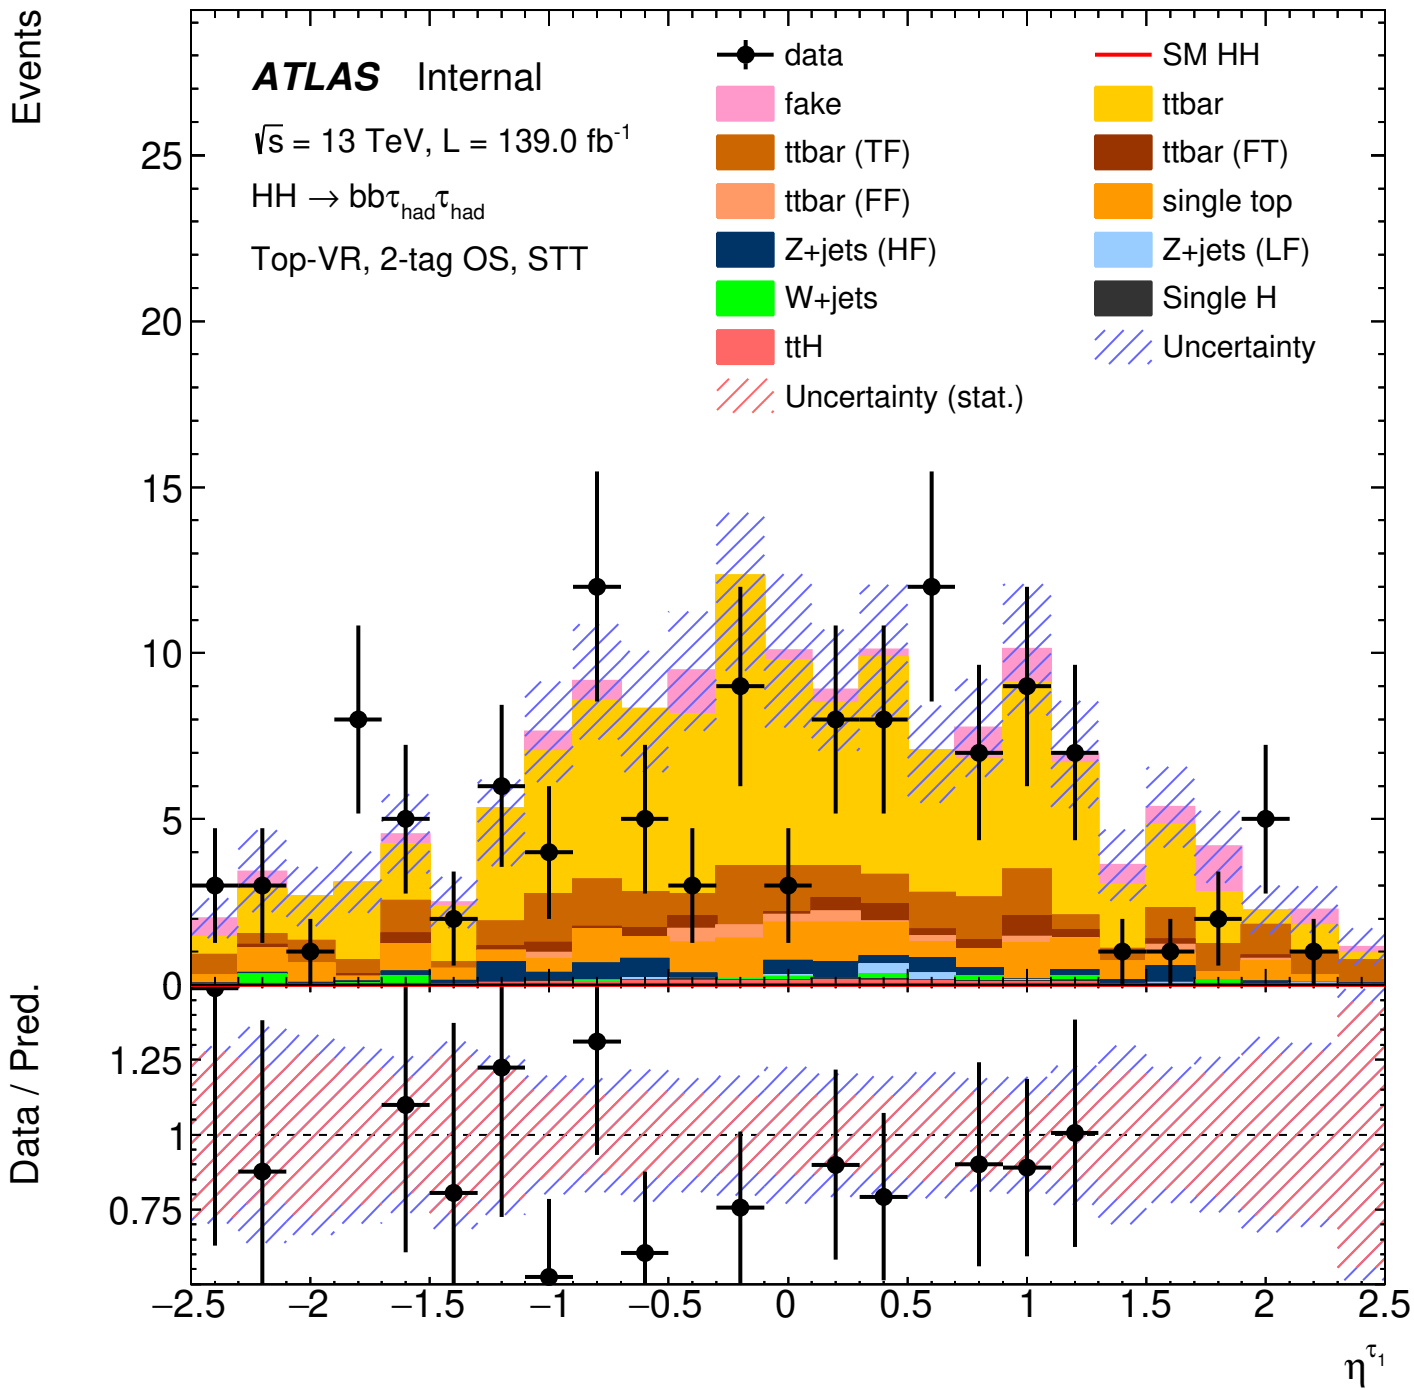 Events
ATLAS Internal
√s = 13 TeV, L = 139.0 fb⁻¹
HH → bbτ_had τ_had
Top-VR, 2-tag OS, STT
data
SM HH
fake
ttbar
ttbar (TF)
ttbar (FT)
ttbar (FF)
single top
Z+jets (HF)
Z+jets (LF)
W+jets
Single H
ttH
Uncertainty
Uncertainty (stat.)
25
20
15
10
5
0
Data / Pred.
1.25
1
0.75
−2.5 −2 −1.5 −1 −0.5 0 0.5 1 1.5 2 2.5
η^τ₁